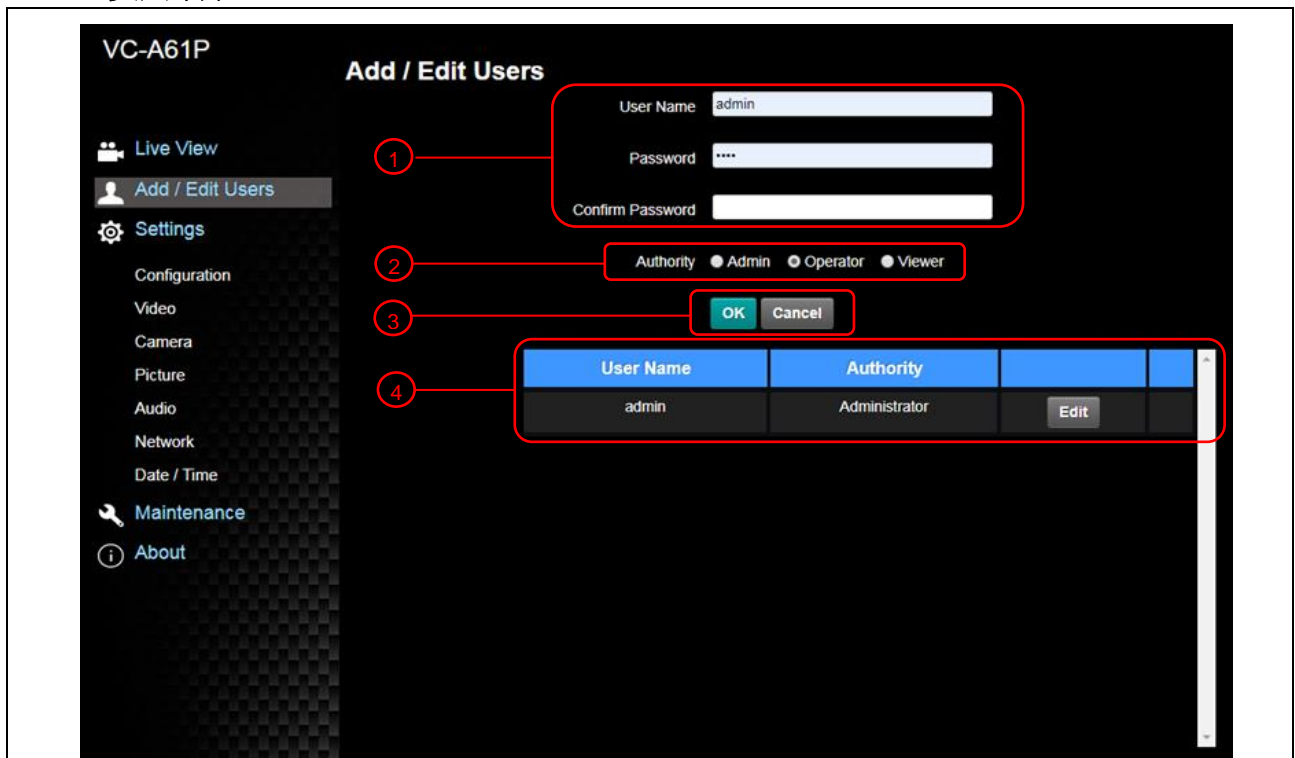 VC-A61P
Add / Edit Users
User Name admin
Live View
1
Password ••••
Add / Edit Users
Confirm Password
Settings
2
Authority Admin Operator Viewer
Configuration
Video
3
OK Cancel
Camera
Picture
User Name Authority
4
Audio
admin Administrator Edit
Network
Date / Time
Maintenance
About